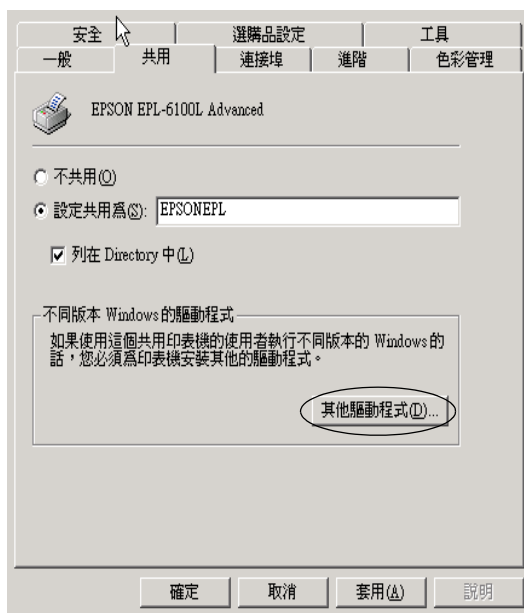 安全 選購品設定 工具
一般 共用 連接埠 進階 色彩管理
EPSON EPL-6100L Advanced
不共用(O)
設定共用為(S): EPSONEPL
列在 Directory 中(L)
不同版本 Windows 的驅動程式
如果使用這個共用印表機的使用者執行不同版本的 Windows 的
話，您必須為印表機安裝其他的驅動程式。
其他驅動程式(D)...
確定 取消 套用(A) 說明